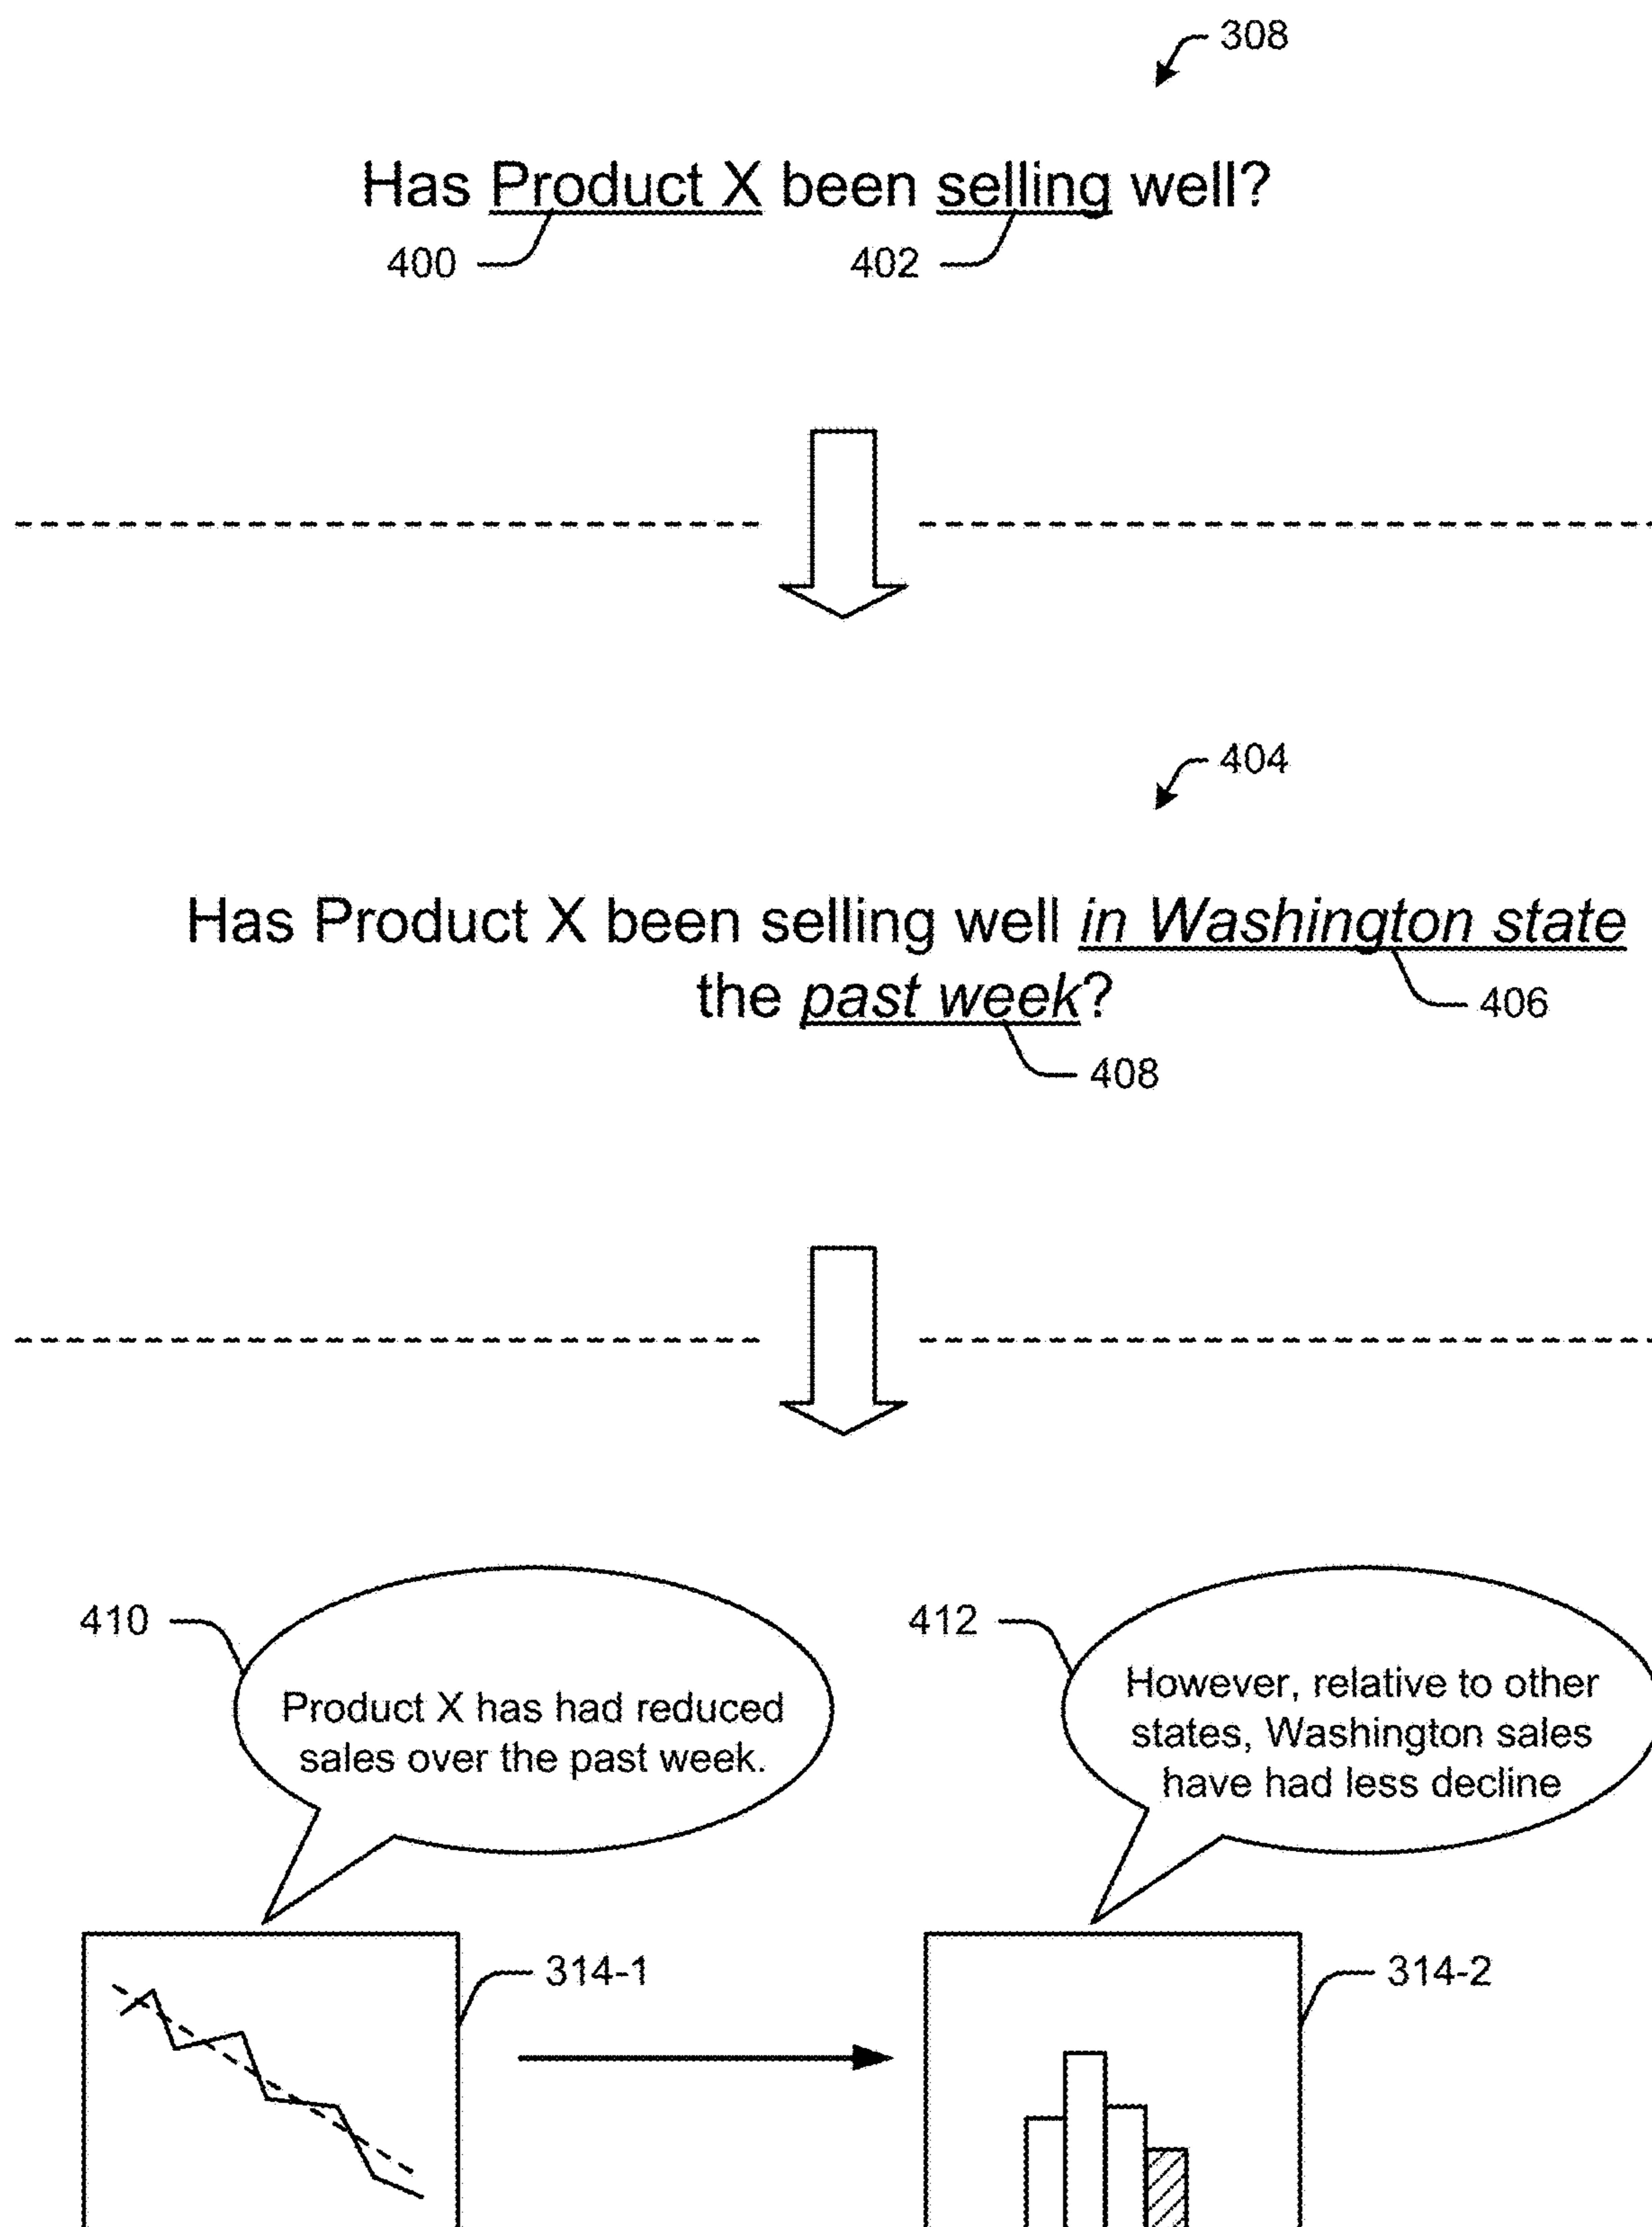 308
Has Product X been selling well?
400
402
404
Has Product X been selling well in Washington state
the past week?
406
408
410
Product X has had reduced
sales over the past week.
412
However, relative to other
states, Washington sales
have had less decline
314-1
314-2